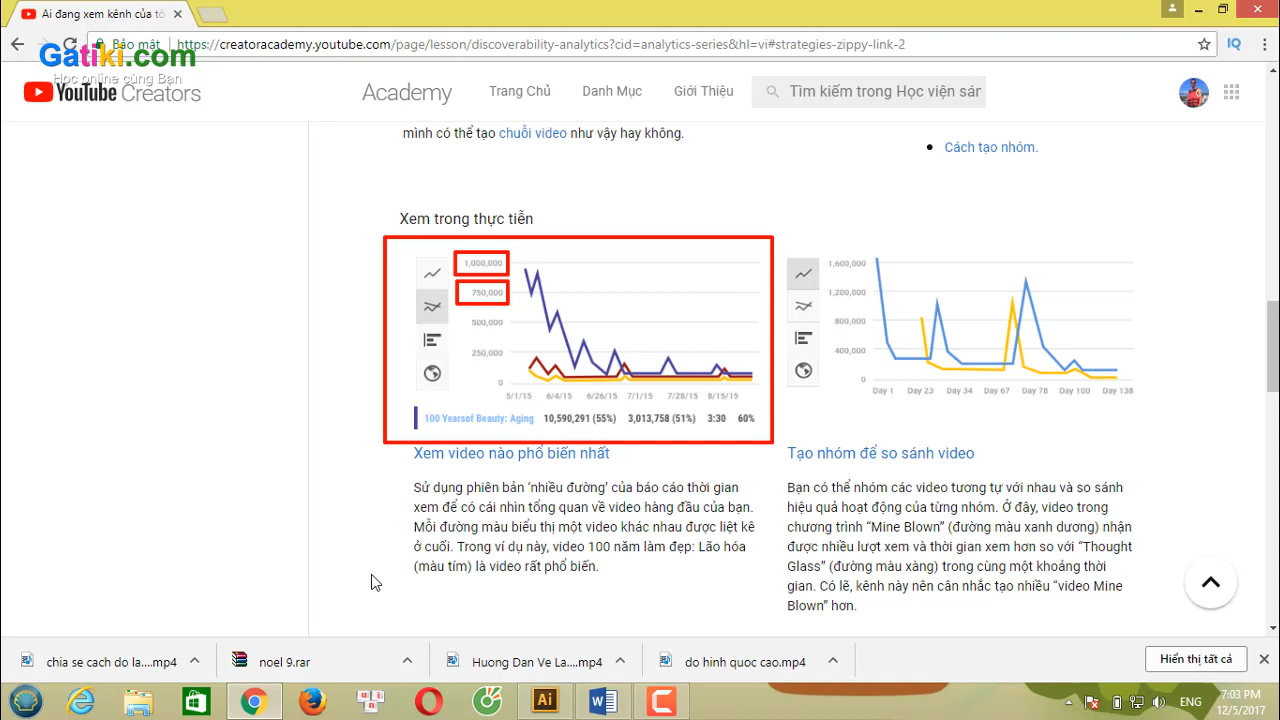 Ai đang xem kênh của tô
Bảo mật
https://creatoracademy.youtube.com/page/lesson/discoverability-analytics?cid=analytics-series&hl=vi#strategies-zippy-link-2
IQ
Gatiki.com
Học online cùng Bạn
YouTube Creators
Academy
Trang Chủ
Danh Mục
Giới Thiệu
Tìm kiếm trong Học viện sár
mình có thể tạo chuỗi video như vậy hay không.
Cách tạo nhóm.
Xem trong thực tiễn
1,000,000
750,000
500,000
250,000
0
5/1/15 6/4/15 6/26/15 7/1/15 7/28/15 8/15/15
100 Yearsof Beauty: Aging 10,590,291 (55%) 3,013,758 (51%) 3:30 60%
1,600,000
1,200,000
800,000
400,000
0
Day 1 Day 23 Day 34 Day 67 Day 78 Day 100 Day 138
Xem video nào phổ biến nhất
Sử dụng phiên bản ‘nhiều đường’ của báo cáo thời gian
xem để có cái nhìn tổng quan về video hàng đầu của bạn.
Mỗi đường màu biểu thị một video khác nhau được liệt kê
ở cuối. Trong ví dụ này, video 100 năm làm đẹp: Lão hóa
(màu tím) là video rất phổ biến.
Tạo nhóm để so sánh video
Bạn có thể nhóm các video tương tự với nhau và so sánh
hiệu quả hoạt động của từng nhóm. Ở đây, video trong
chương trình “Mine Blown” (đường màu xanh dương) nhận
được nhiều lượt xem và thời gian xem hơn so với “Thought
Glass” (đường màu vàng) trong cùng một khoảng thời
gian. Có lẽ, kênh này nên cân nhắc tạo nhiều “video Mine
Blown” hơn.
chia se cach do la....mp4
noel 9.rar
Huong Dan Ve La....mp4
do hinh quoc cao.mp4
Hiển thị tất cả
Ai
ENG
7:03 PM
12/5/2017